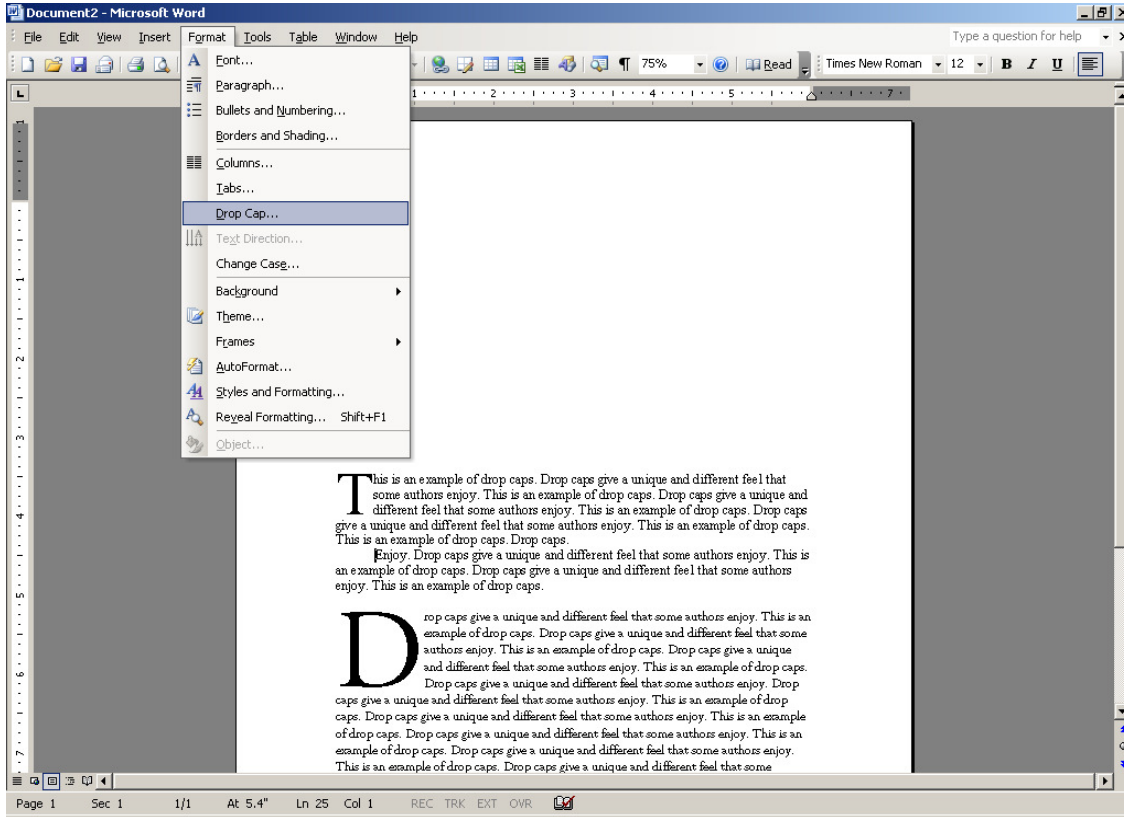 Document2 - Microsoft Word
File Edit View Insert Format Tools Table Window Help Type a question for help
75% Read Times New Roman 12 B I U
Font...
Paragraph...
Bullets and Numbering...
Borders and Shading...
Columns...
Tabs...
Drop Cap...
Text Direction...
Change Case...
Background
Theme...
Frames
AutoFormat...
Styles and Formatting...
Reveal Formatting... Shift+F1
Object...
1 2 3 4 5 7
1
2
3
4
5
6
7
This is an example of drop caps. Drop caps give a unique and different feel that
some authors enjoy. This is an example of drop caps. Drop caps give a unique and
different feel that some authors enjoy. This is an example of drop caps. Drop caps
give a unique and different feel that some authors enjoy. This is an example of drop caps.
This is an example of drop caps. Drop caps.
Enjoy. Drop caps give a unique and different feel that some authors enjoy. This is
an example of drop caps. Drop caps give a unique and different feel that some authors
enjoy. This is an example of drop caps.
Drop caps give a unique and different feel that some authors enjoy. This is an
example of drop caps. Drop caps give a unique and different feel that some
authors enjoy. This is an example of drop caps. Drop caps give a unique
and different feel that some authors enjoy. This is an example of drop caps.
Drop caps give a unique and different feel that some authors enjoy. Drop
caps give a unique and different feel that some authors enjoy. This is an example of drop
caps. Drop caps give a unique and different feel that some authors enjoy. This is an example
of drop caps. Drop caps give a unique and different feel that some authors enjoy. This is an
example of drop caps. Drop caps give a unique and different feel that some authors enjoy.
This is an example of drop caps. Drop caps give a unique and different feel that some
Page 1 Sec 1 1/1 At 5.4" Ln 25 Col 1 REC TRK EXT OVR